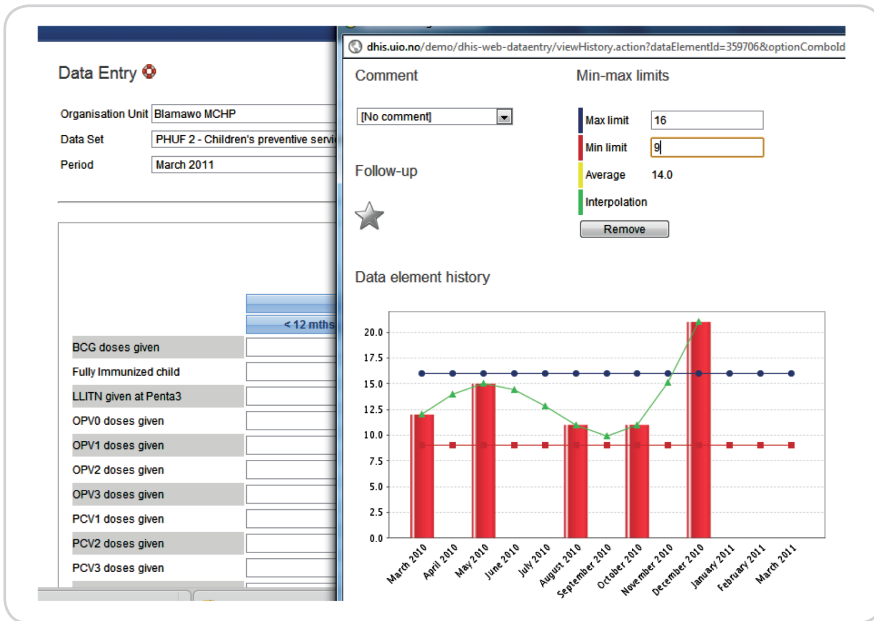 dhis.uio.no/demo/dhis-web-dataentry/viewHistory.action?dataElementId=359706&optionComboId
Data Entry
Organisation Unit Blamawo MCHP
Data Set PHUF 2 - Children's preventive
Period March 2011
< 12 mths
BCG doses given
Fully Immunized child
LLITN given at Penta3
OPV0 doses given
OPV1 doses given
OPV2 doses given
OPV3 doses given
PCV1 doses given
PCV2 doses given
PCV3 doses given
Comment
[No comment]
Follow-up
Min-max limits
Max limit 16
Min limit 9
Average 14.0
Interpolation
Remove
Data element history
20.0
17.5
15.0
12.5
10.0
7.5
5.0
2.5
0.0
March 2010
April 2010
May 2010
June 2010
July 2010
August 2010
September 2010
October 2010
November 2010
December 2010
January 2011
February 2011
March 2011